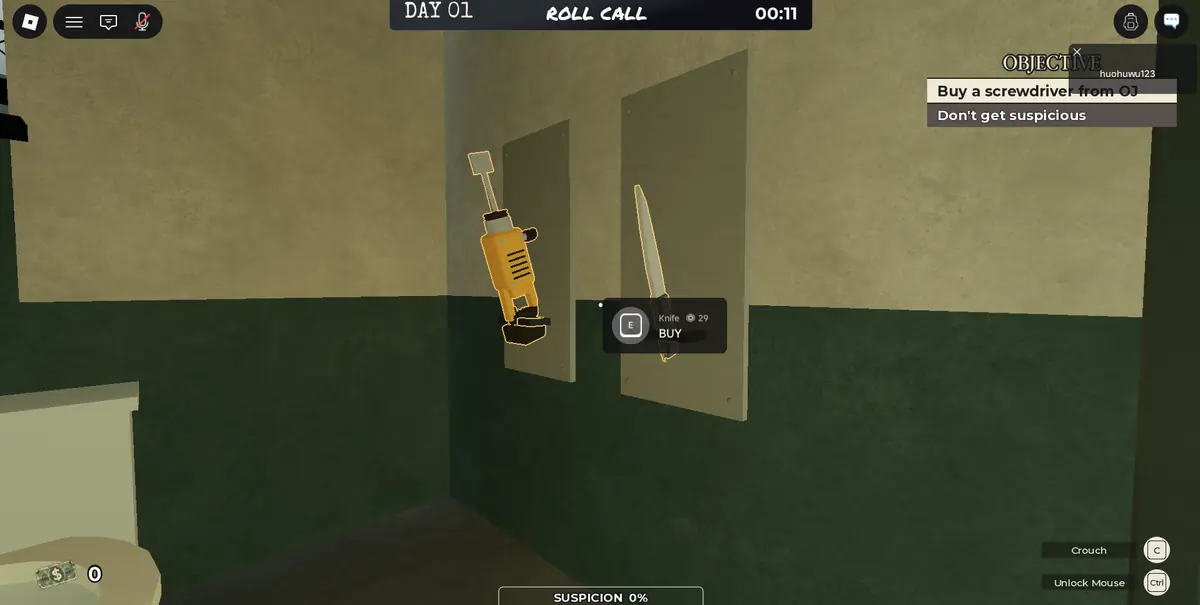 DAY 01
ROLL CALL
00:11
OBJECTIVE
huohuwu123
Buy a screwdriver from OJ
Don't get suspicious
E
Knife 29
BUY
$ 0
Crouch C
Unlock Mouse Ctrl
SUSPICION 0%